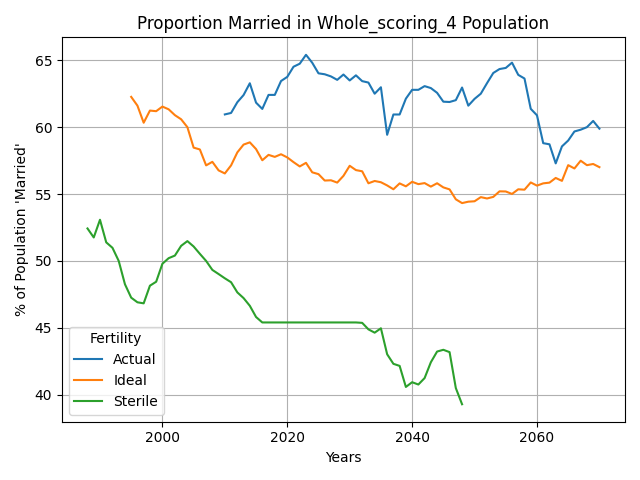 Proportion Married in Whole_scoring_4 Population
% of Population 'Married'
65
60
55
50
45
40
Fertility
Actual
Ideal
Sterile
2000 2020 2040 2060
Years